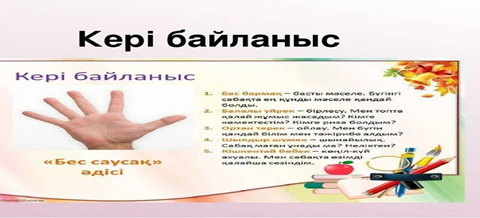 Кері байланыс
Кері байланыс
1. Бас бармақ – басты мәселе. Бүгінгі
сабақта ең құнды мәселе қандай
болды.
2. Балалы үйрек – бірлесу. Мен топта
қалай жұмыс жасадым? Кімге
көмектестім? Кімге риза болдым?
3. Ортан терек – ойлау. Мен бүгін
қандай білім мен тәжірибе алдым?
4. Шылдыр шүмек – шынайылық.
Сабақ маған ұнады ма? Неліктен?
5. Кішкентай бөбек – көңіл-күй
ахуалы. Мен сабақта өзімді
қалайша сезіндім.
«Бес саусақ»
әдісі